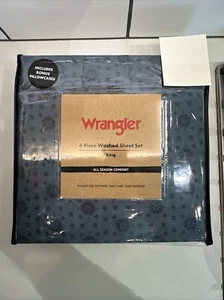 INCLUDES
BONUS
PILLOWCASES
Wrangler
6 Piece Washed Sheet Set
King
ALL SEASON COMFORT